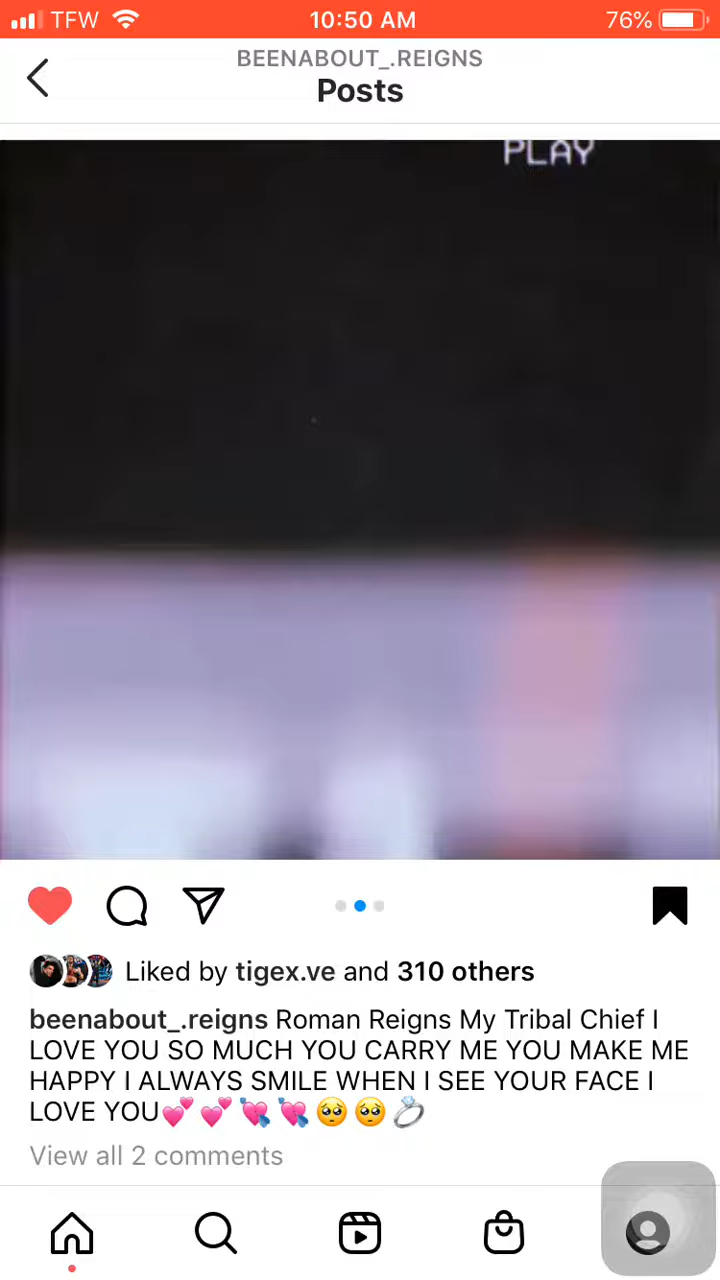 TFW 10:50 AM 76%
BEENABOUT_.REIGNS
Posts
PLAY
Liked by tigex.ve and 310 others
beenabout_.reigns Roman Reigns My Tribal Chief I
LOVE YOU SO MUCH YOU CARRY ME YOU MAKE ME
HAPPY I ALWAYS SMILE WHEN I SEE YOUR FACE I
LOVE YOU💕💕💘💘🥺🥺💍
View all 2 comments